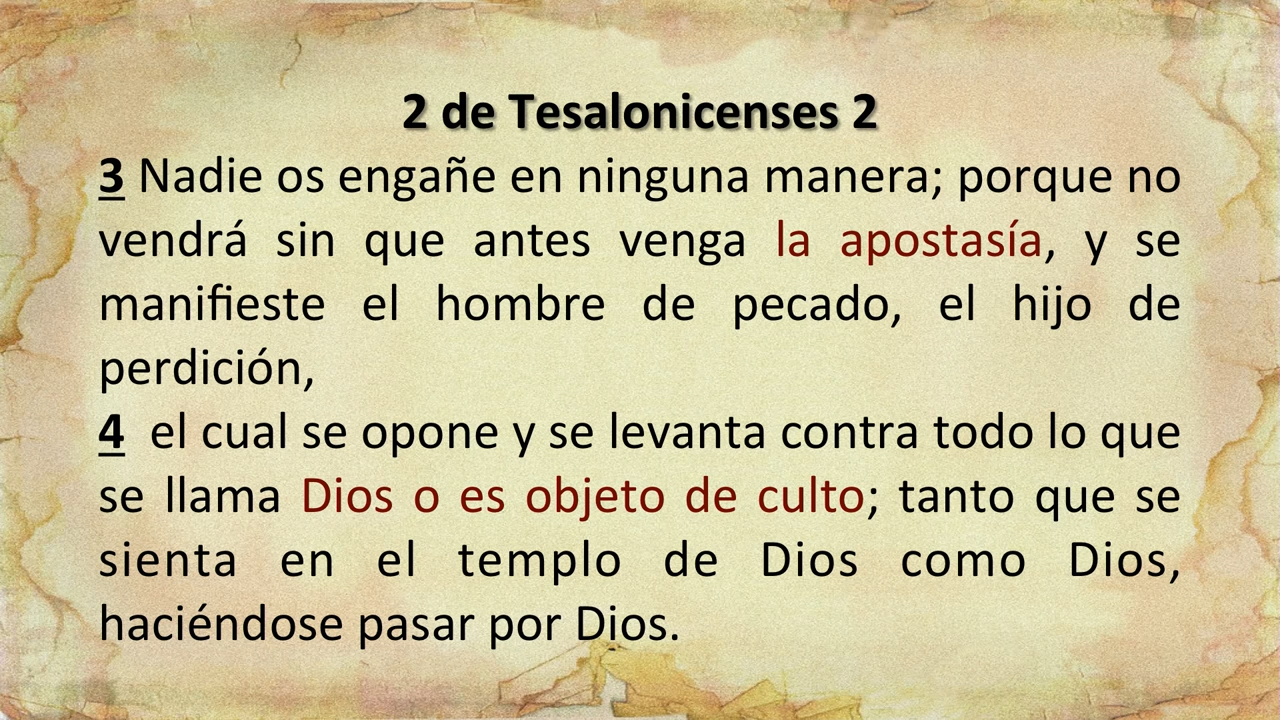 2 de Tesalonicenses 2
3 Nadie os engañe en ninguna manera; porque no
vendrá sin que antes venga la apostasía, y se
manifieste el hombre de pecado, el hijo de
perdición,
4 el cual se opone y se levanta contra todo lo que
se llama Dios o es objeto de culto; tanto que se
sienta en el templo de Dios como Dios,
haciéndose pasar por Dios.